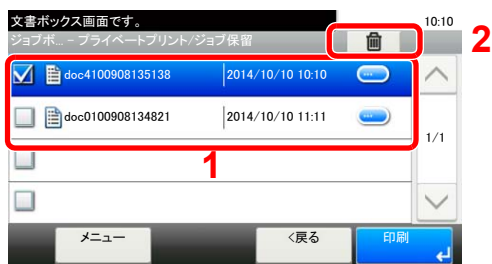 文書ボックス画面です。 10:10
ジョブボ... - プライベートプリント/ジョブ保留 2
doc4100908135138 2014/10/10 10:10
doc0100908134821 2014/10/10 11:11
1/1
1
メニュー <戻る 印刷